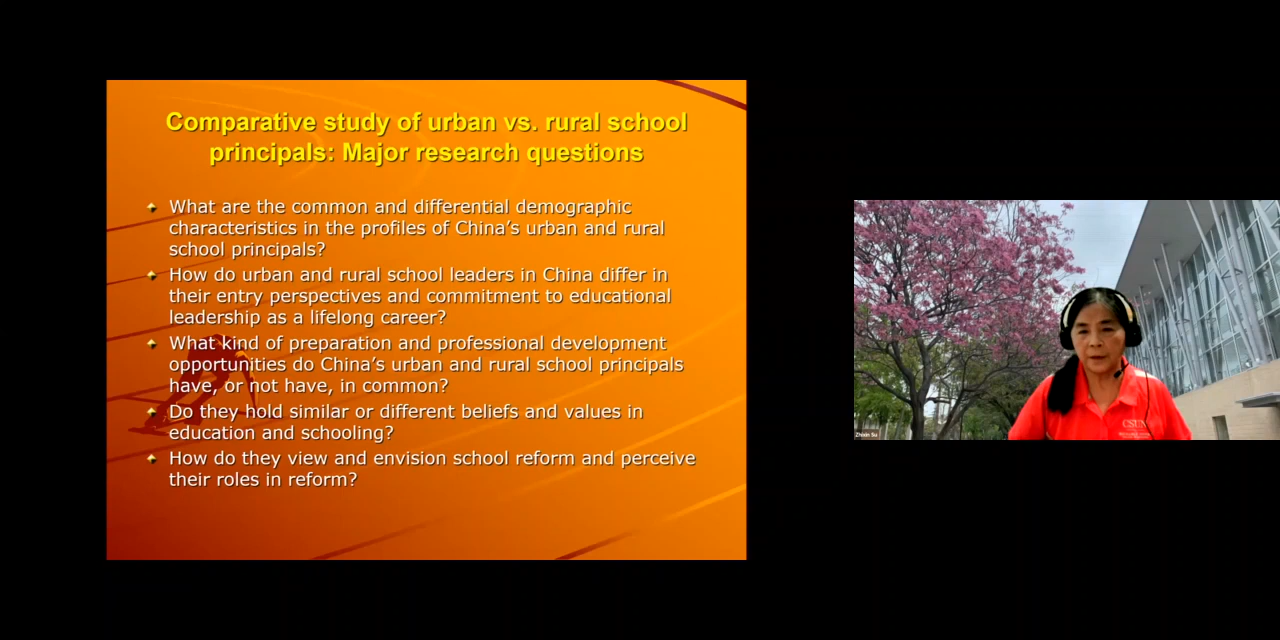 Comparative study of urban vs. rural school
principals: Major research questions
What are the common and differential demographic
characteristics in the profiles of China’s urban and rural
school principals?
How do urban and rural school leaders in China differ in
their entry perspectives and commitment to educational
leadership as a lifelong career?
What kind of preparation and professional development
opportunities do China’s urban and rural school principals
have, or not have, in common?
Do they hold similar or different beliefs and values in
education and schooling?
How do they view and envision school reform and perceive
their roles in reform?
Zhixin Su
CSUN